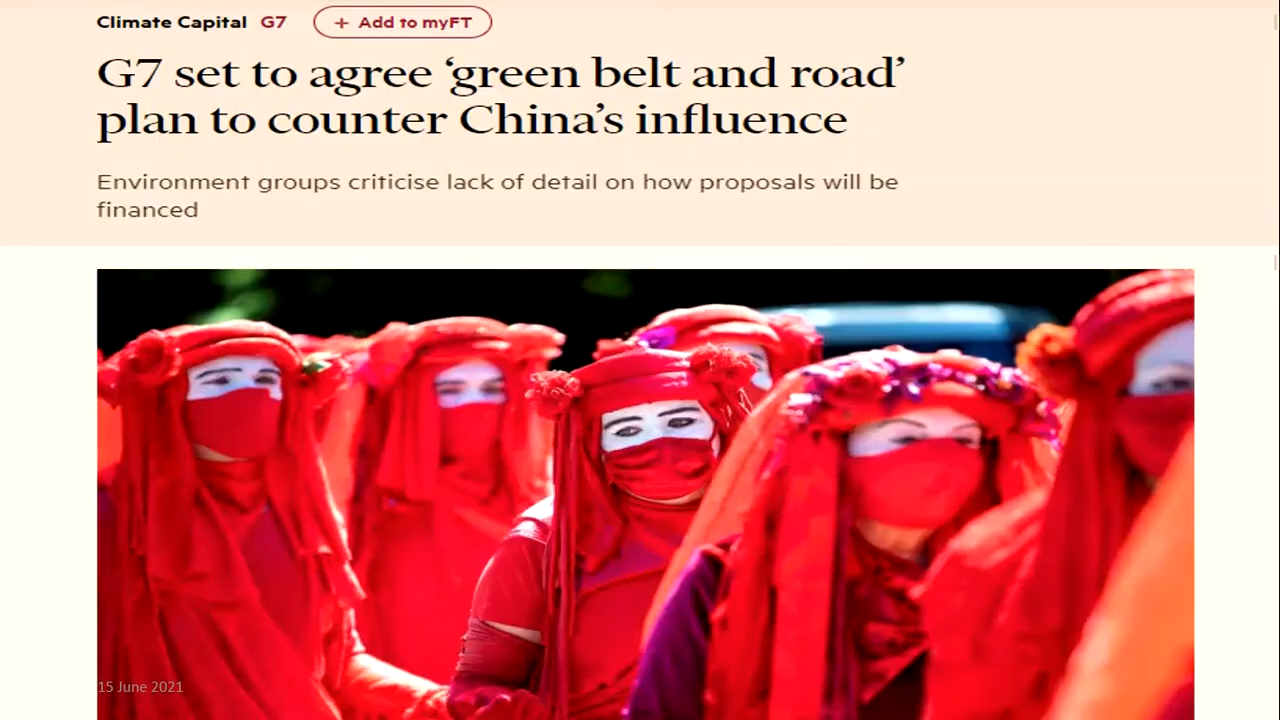 Climate Capital G7 + Add to myFT
G7 set to agree ‘green belt and road’
plan to counter China’s influence
Environment groups criticise lack of detail on how proposals will be
financed
15 June 2021